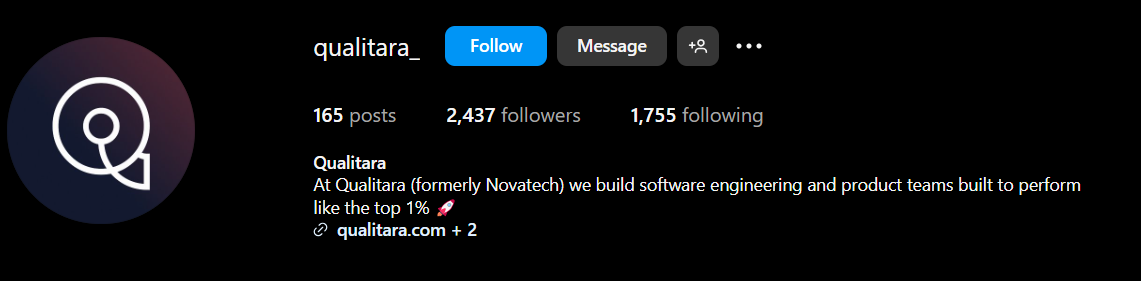 qualitara_ Follow Message
165 posts 2,437 followers 1,755 following
Qualitara
At Qualitara (formerly Novatech) we build software engineering and product teams built to perform
like the top 1% 🚀
qualitara.com + 2